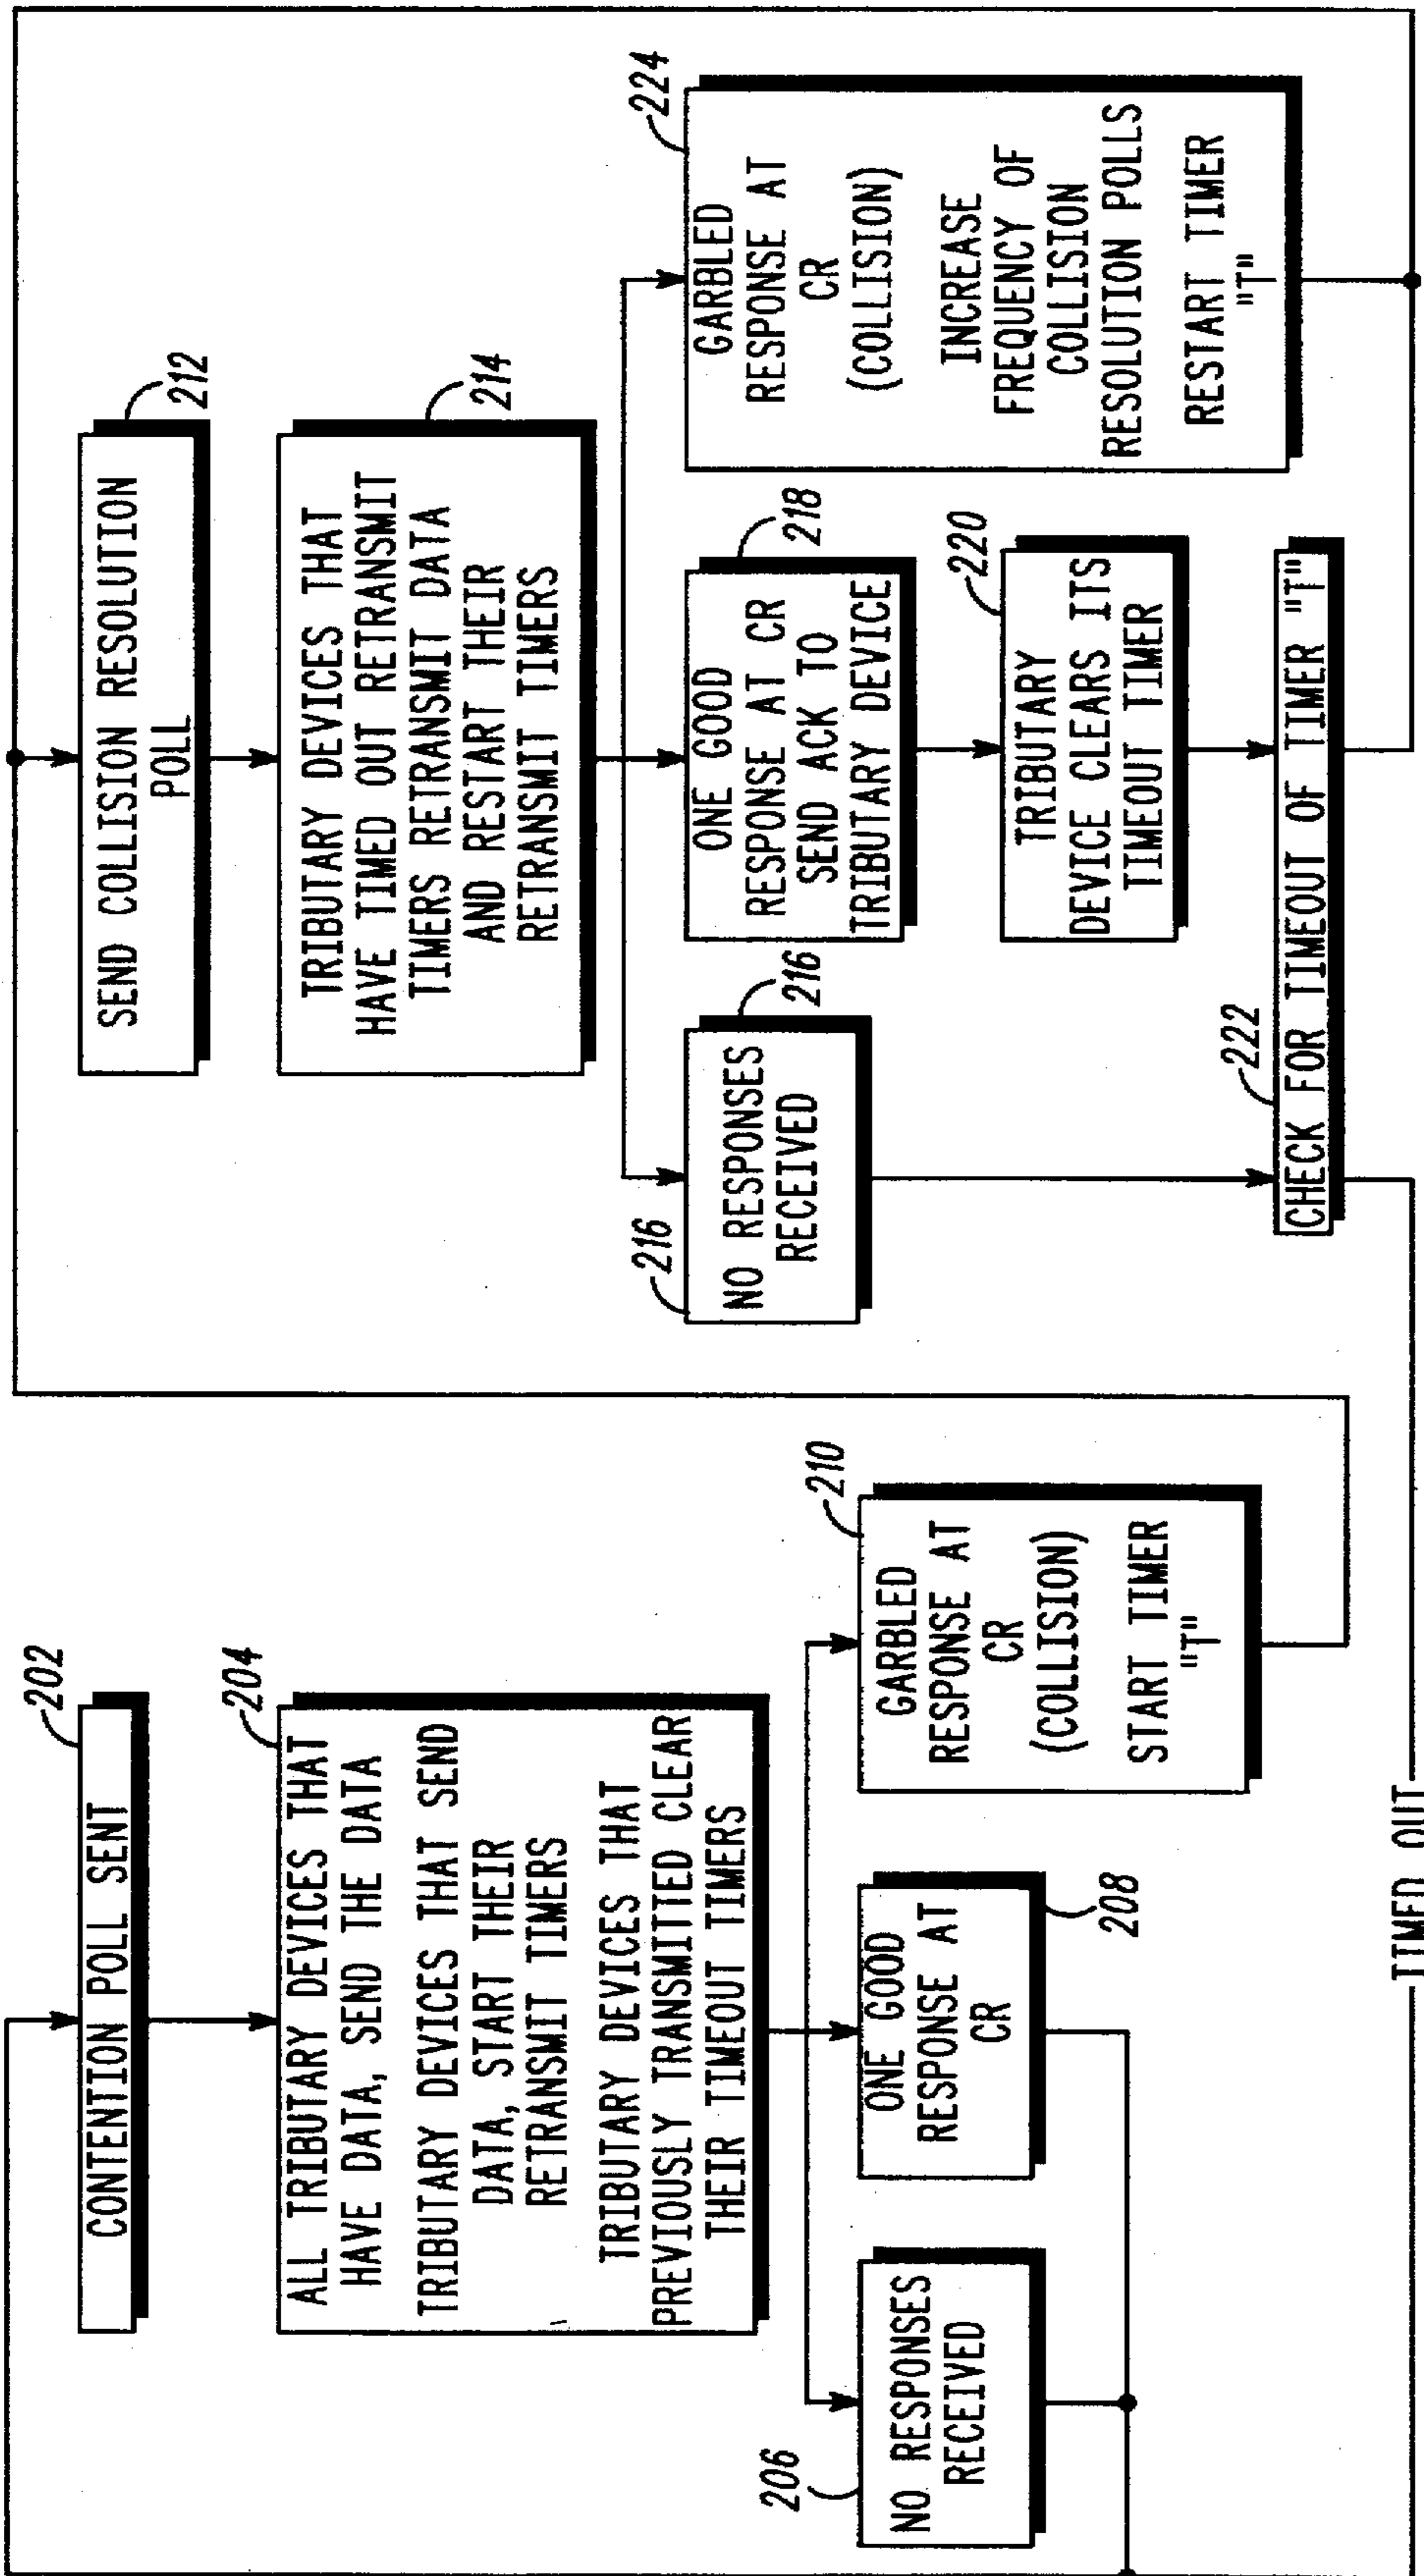 202
CONTENTION POLL SENT
204
ALL TRIBUTARY DEVICES THAT
HAVE DATA, SEND THE DATA
TRIBUTARY DEVICES THAT SEND
DATA, START THEIR
RETRANSMIT TIMERS
TRIBUTARY DEVICES THAT
PREVIOUSLY TRANSMITTED CLEAR
THEIR TIMEOUT TIMERS
206
NO RESPONSES
RECEIVED
ONE GOOD
RESPONSE AT
CR
208
210
GARBLED
RESPONSE AT
CR
(COLLISION)
START TIMER
"T"
TIMED OUT
212
SEND COLLISION RESOLUTION
POLL
214
TRIBUTARY DEVICES THAT
HAVE TIMED OUT RETRANSMIT
TIMERS RETRANSMIT DATA
AND RESTART THEIR
RETRANSMIT TIMERS
216
216
NO RESPONSES
RECEIVED
218
ONE GOOD
RESPONSE AT CR
SEND ACK TO
TRIBUTARY DEVICE
220
TRIBUTARY
DEVICE CLEARS ITS
TIMEOUT TIMER
222
CHECK FOR TIMEOUT OF TIMER "T"
224
GARBLED
RESPONSE AT
CR
(COLLISION)
INCREASE
FREQUENCY OF
COLLISION
RESOLUTION POLLS
RESTART TIMER
"T"